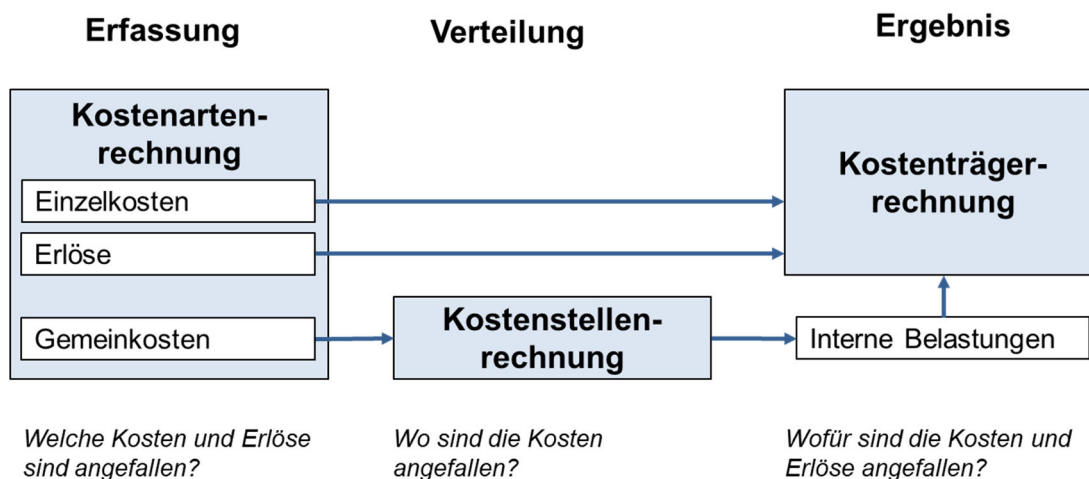 Erfassung
Verteilung
Ergebnis
Kostenarten-
rechnung
Einzelkosten
Erlöse
Gemeinkosten
Kostenstellen-
rechnung
Kostenträger-
rechnung
Interne Belastungen
Welche Kosten und Erlöse
sind angefallen?
Wo sind die Kosten
angefallen?
Wofür sind die Kosten und
Erlöse angefallen?